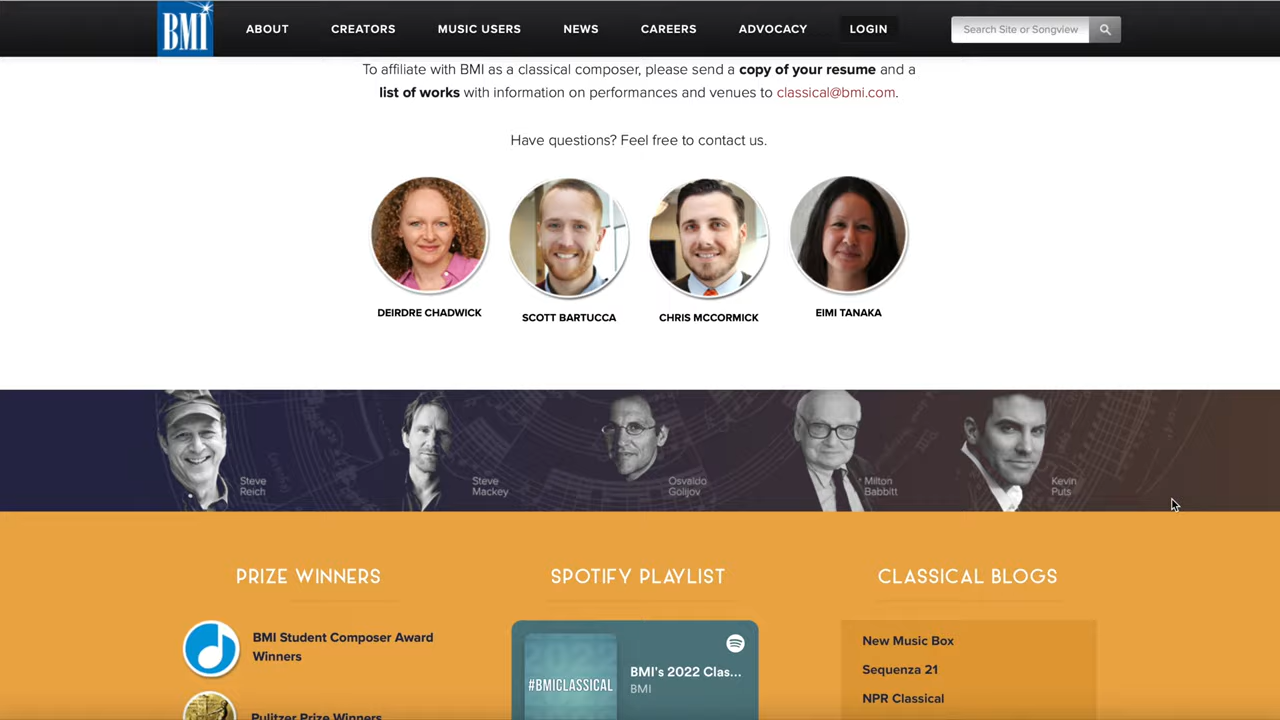 BMI
ABOUT CREATORS MUSIC USERS NEWS CAREERS ADVOCACY LOGIN Search Site or Songview
To affiliate with BMI as a classical composer, please send a copy of your resume and a
list of works with information on performances and venues to classical@bmi.com.
Have questions? Feel free to contact us.
DEIRDRE CHADWICK SCOTT BARTUCCA CHRIS MCCORMICK EIMI TANAKA
Steve
Reich
Steve
Mackey
Osvaldo
Golijov
Milton
Babbitt
Kevin
Puts
PRIZE WINNERS
BMI Student Composer Award
Winners
Pulitzer Prize Winners
SPOTIFY PLAYLIST
2022
#BMICLASSICAL
BMI's 2022 Clas...
BMI
CLASSICAL BLOGS
New Music Box
Sequenza 21
NPR Classical